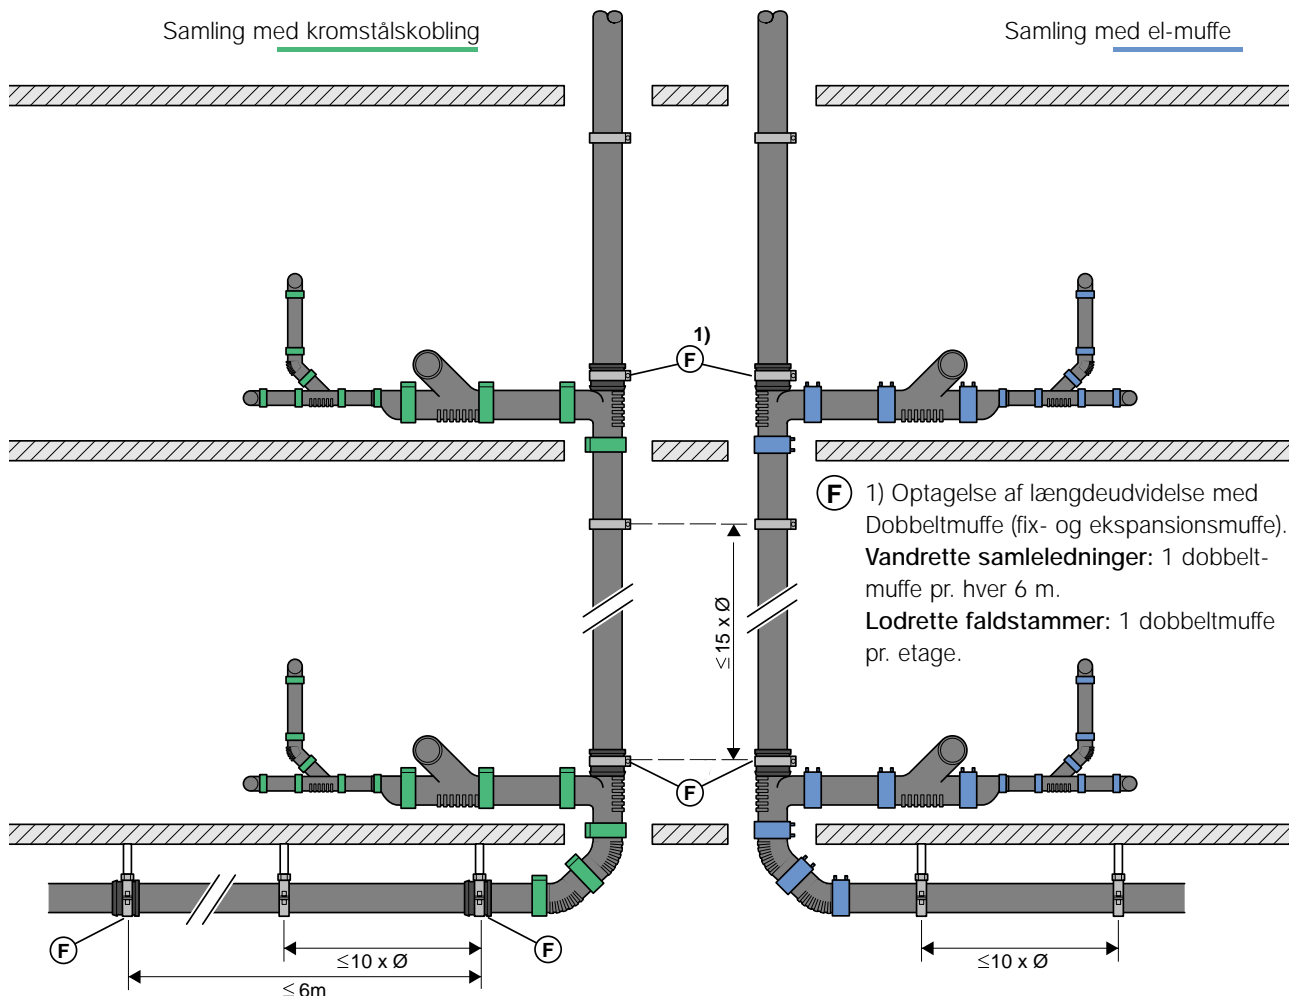 Samling med kromstålskobling
Samling med el-muffe
1)
F
F 1) Optagelse af længdeudvidelse med
Dobbeltmuffe (fix- og ekspansionsmuffe).
Vandrette samleledninger: 1 dobbelt-
muffe pr. hver 6 m.
Lodrette faldstammer: 1 dobbeltmuffe
pr. etage.
≤15 x Ø
F
F
F
≤10 x Ø
≤10 x Ø
≤ 6m